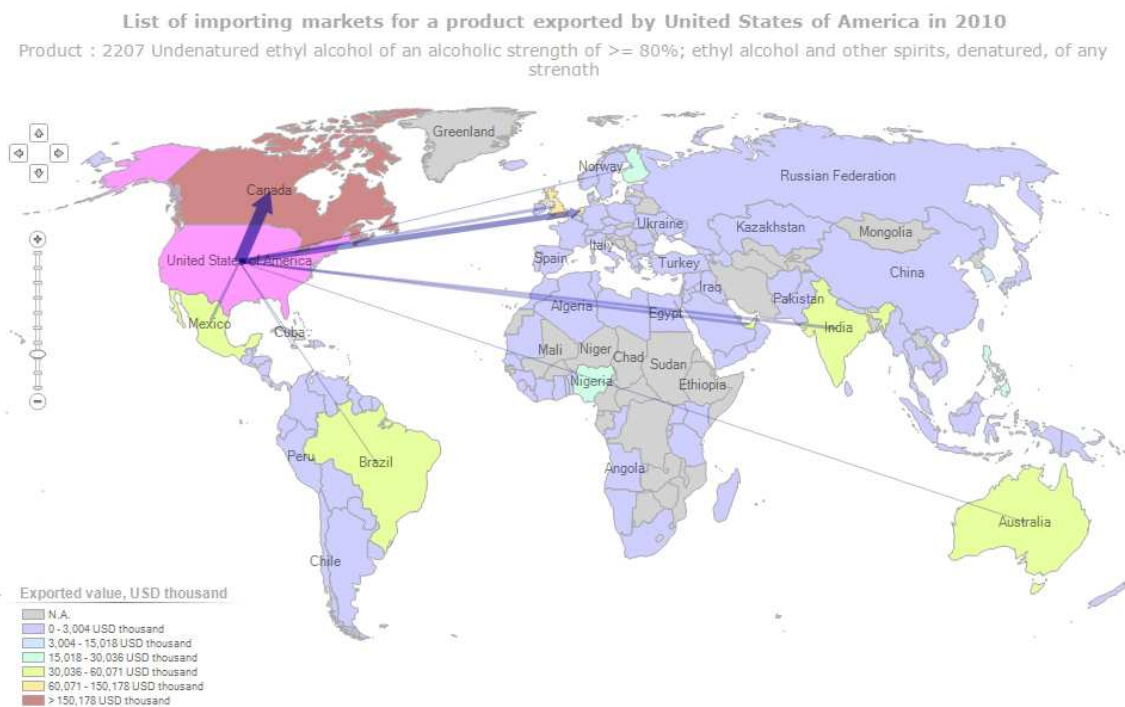 List of importing markets for a product exported by United States of America in 2010
Product : 2207 Undenatured ethyl alcohol of an alcoholic strength of >= 80%; ethyl alcohol and other spirits, denatured, of any
strength
Greenland
Norway
Canada
Russian Federation
Ukraine
Kazakhstan
Mongolia
United States of America
Spain
Italy
Turkey
China
Iraq
Pakistan
Algeria
Egypt
Mexico
Cuba
India
Mali
Niger
Chad
Sudan
Nigeria
Ethiopia
Peru
Brazil
Angola
Australia
Chile
Exported value, USD thousand
N.A.
0 - 3,004 USD thousand
3,004 - 15,018 USD thousand
15,018 - 30,036 USD thousand
30,036 - 60,071 USD thousand
60,071 - 150,178 USD thousand
> 150,178 USD thousand